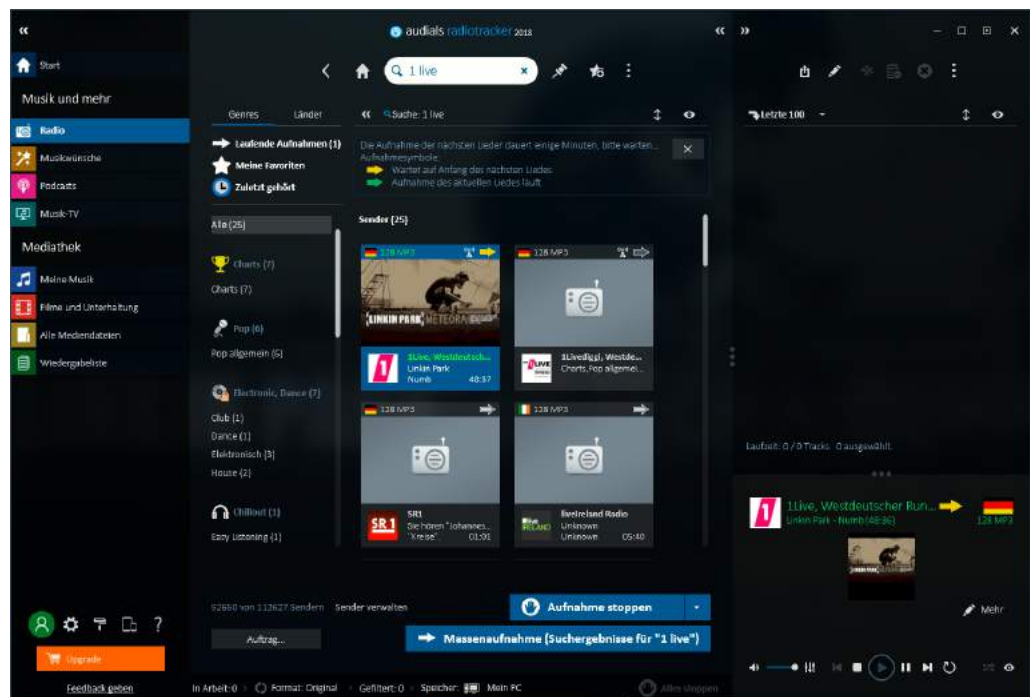 audials radiotracker 2018
Start
Musik und mehr
Radio
Musikwünsche
Podcasts
Musik-TV
Mediathek
Meine Musik
Filme und Unterhaltung
Alle Mediendateien
Wiedergabeliste
Upgrade
Feedback geben
1 live
Genres Länder
Laufende Aufnahmen (1)
Meine Favoriten
Zuletzt gehört
Alle (25)
Charts (7)
Charts (7)
Pop (6)
Pop allgemein (6)
Electronic, Dance (7)
Club (1)
Dance (1)
Elektronisch (3)
House (2)
Chillout (1)
Easy Listening (1)
Suche: 1 live
Die Aufnahme der nächsten Lieder dauert einige Minuten, bitte warten...
Aufnahmesymbole:
Wartet auf Anfang des nächsten Liedes
Aufnahme des aktuellen Liedes läuft
Sender (25)
128 MP3
LINKIN PARK METEORA
1Live, Westdeutsch...
Linkin Park
Numb 48:37
128 MP3
1LIVE
1Livediggi, Westde...
Charts,Pop allgemei...
128 MP3
SR1
SR1
Sie hören "Johannes...
"Kreise". 01:01
128 MP3
live IRELAND
liveIreland Radio
Unknown
Unknown 05:40
92660 von 112627 Sendern Sender verwalten
Aufnahme stoppen
Auftrag...
Massenaufnahme (Suchergebnisse für "1 live")
In Arbeit: 0 Format: Original Gefiltert: 0 Speicher: Mein PC Alles stoppen
Letzte 100
Laufzeit: 0 / 0 Tracks 0 ausgewählt.
1Live, Westdeutscher Run...
Linkin Park - Numb (48:36)
128 MP3
Mehr